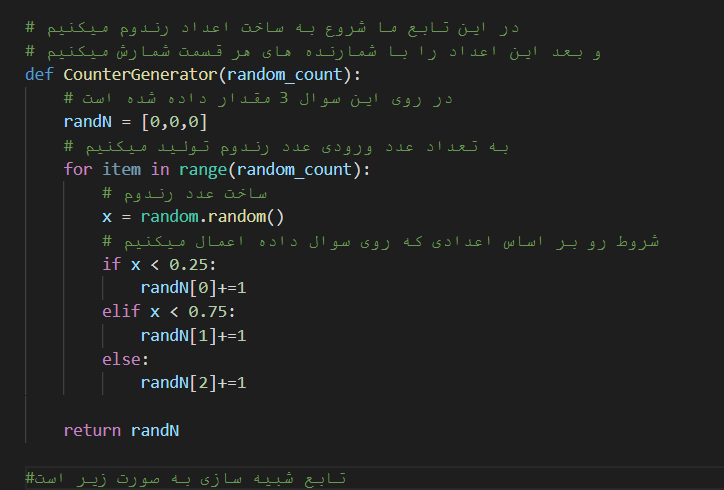 # در این تابع ما شروع به ساخت اعداد رندوم میکنیم
# و بعد این اعداد را با شمارنده های هر قسمت شمارش میکنیم
def CounterGenerator(random_count):
    # در روی این سوال 3 مقدار داده شده است
    randN = [0,0,0]
    # به تعداد عدد ورودی عدد رندوم تولید میکنیم
    for item in range(random_count):
        # ساخت عدد رندوم
        x = random.random()
        # شروط رو بر اساس اعدادی که روی سوال داده اعمال میکنیم
        if x < 0.25:
            randN[0]+=1
        elif x < 0.75:
            randN[1]+=1
        else:
            randN[2]+=1
    return randN
#تابع شبیه سازی به صورت زیر است